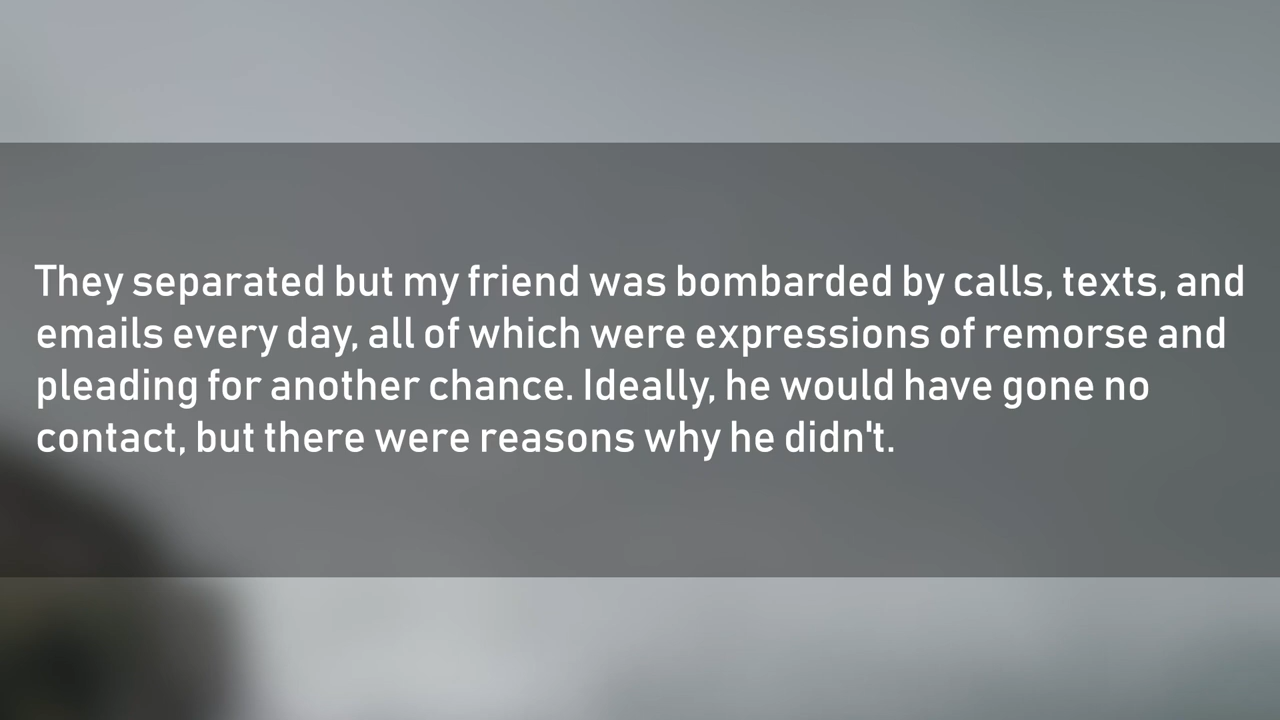 They separated but my friend was bombarded by calls, texts, and
emails every day, all of which were expressions of remorse and
pleading for another chance. Ideally, he would have gone no
contact, but there were reasons why he didn't.